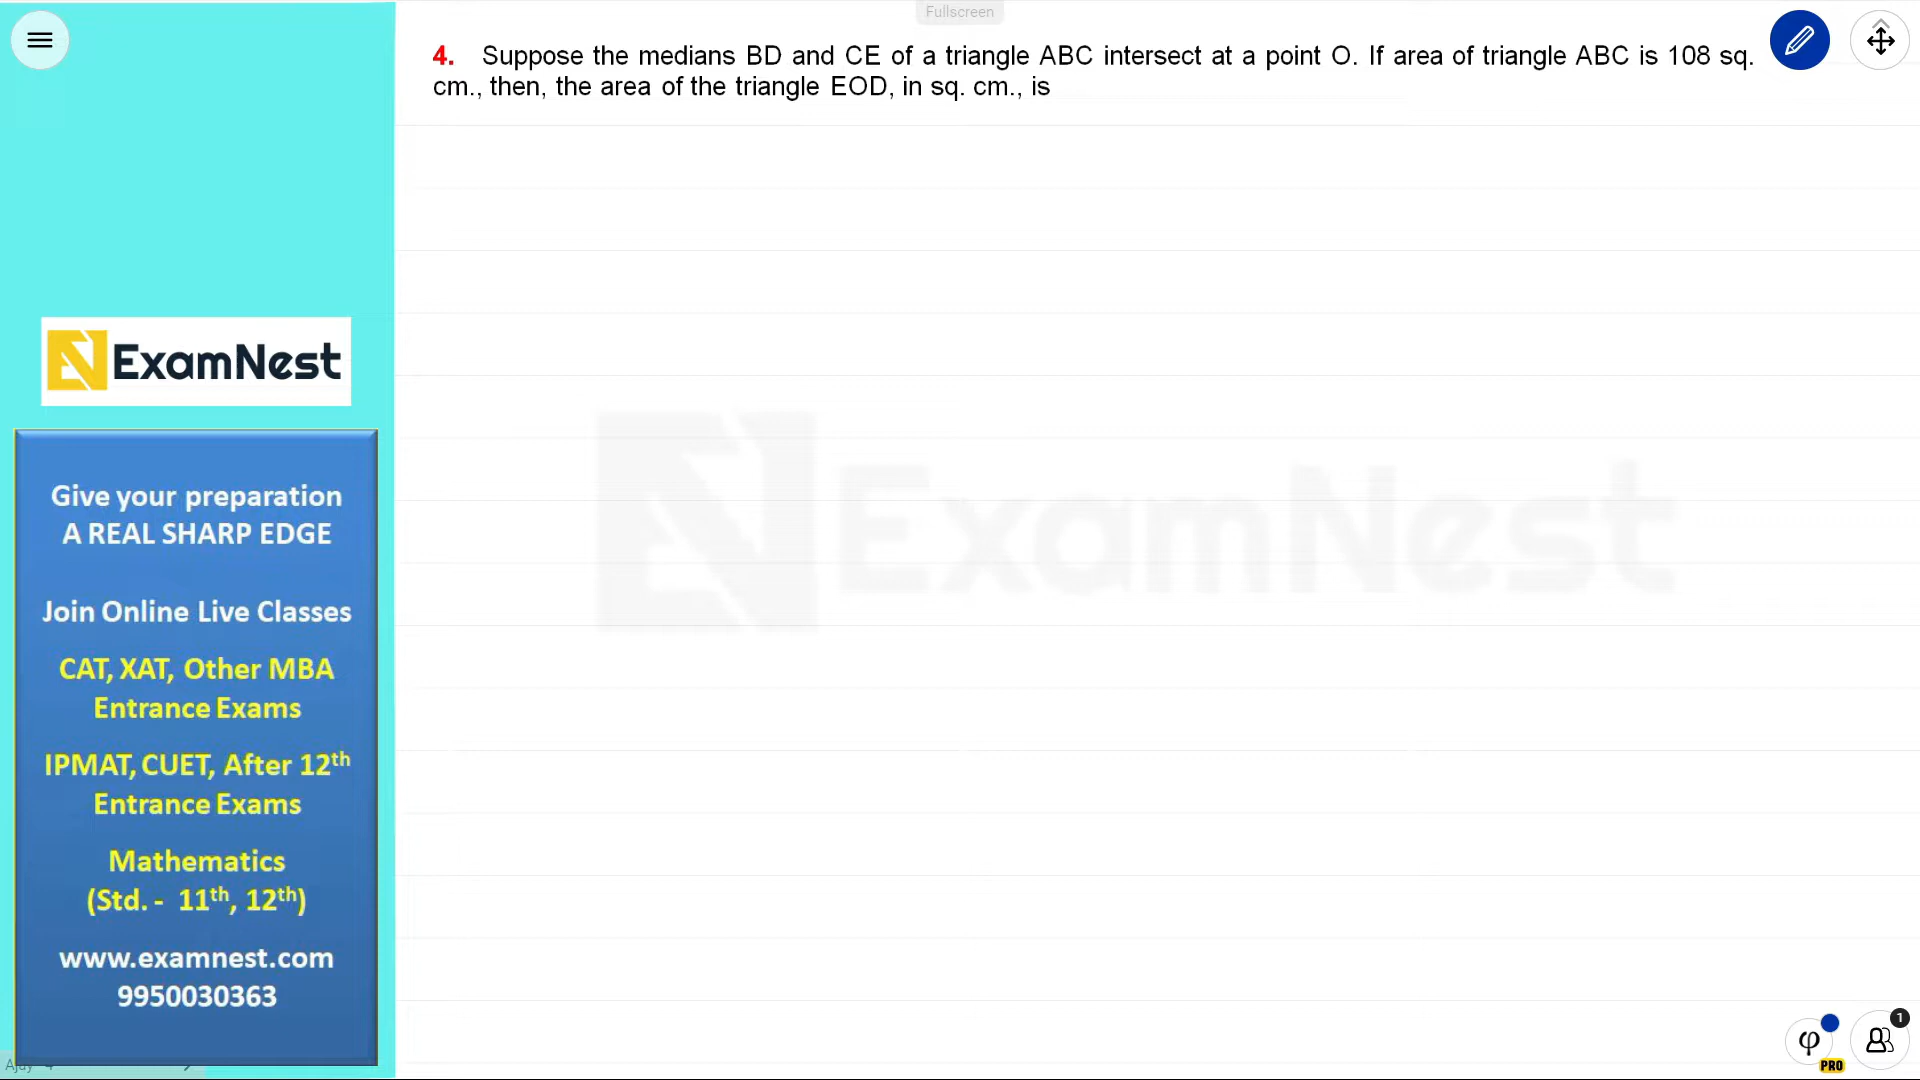 Fullscreen
4. Suppose the medians BD and CE of a triangle ABC intersect at a point O. If area of triangle ABC is 108 sq.
cm., then, the area of the triangle EOD, in sq. cm., is
ExamNest
ExamNest
Give your preparation
A REAL SHARP EDGE
Join Online Live Classes
CAT, XAT, Other MBA
Entrance Exams
IPMAT, CUET, After 12th
Entrance Exams
Mathematics
(Std. - 11th, 12th)
www.examnest.com
9950030363
φ
PRO
1